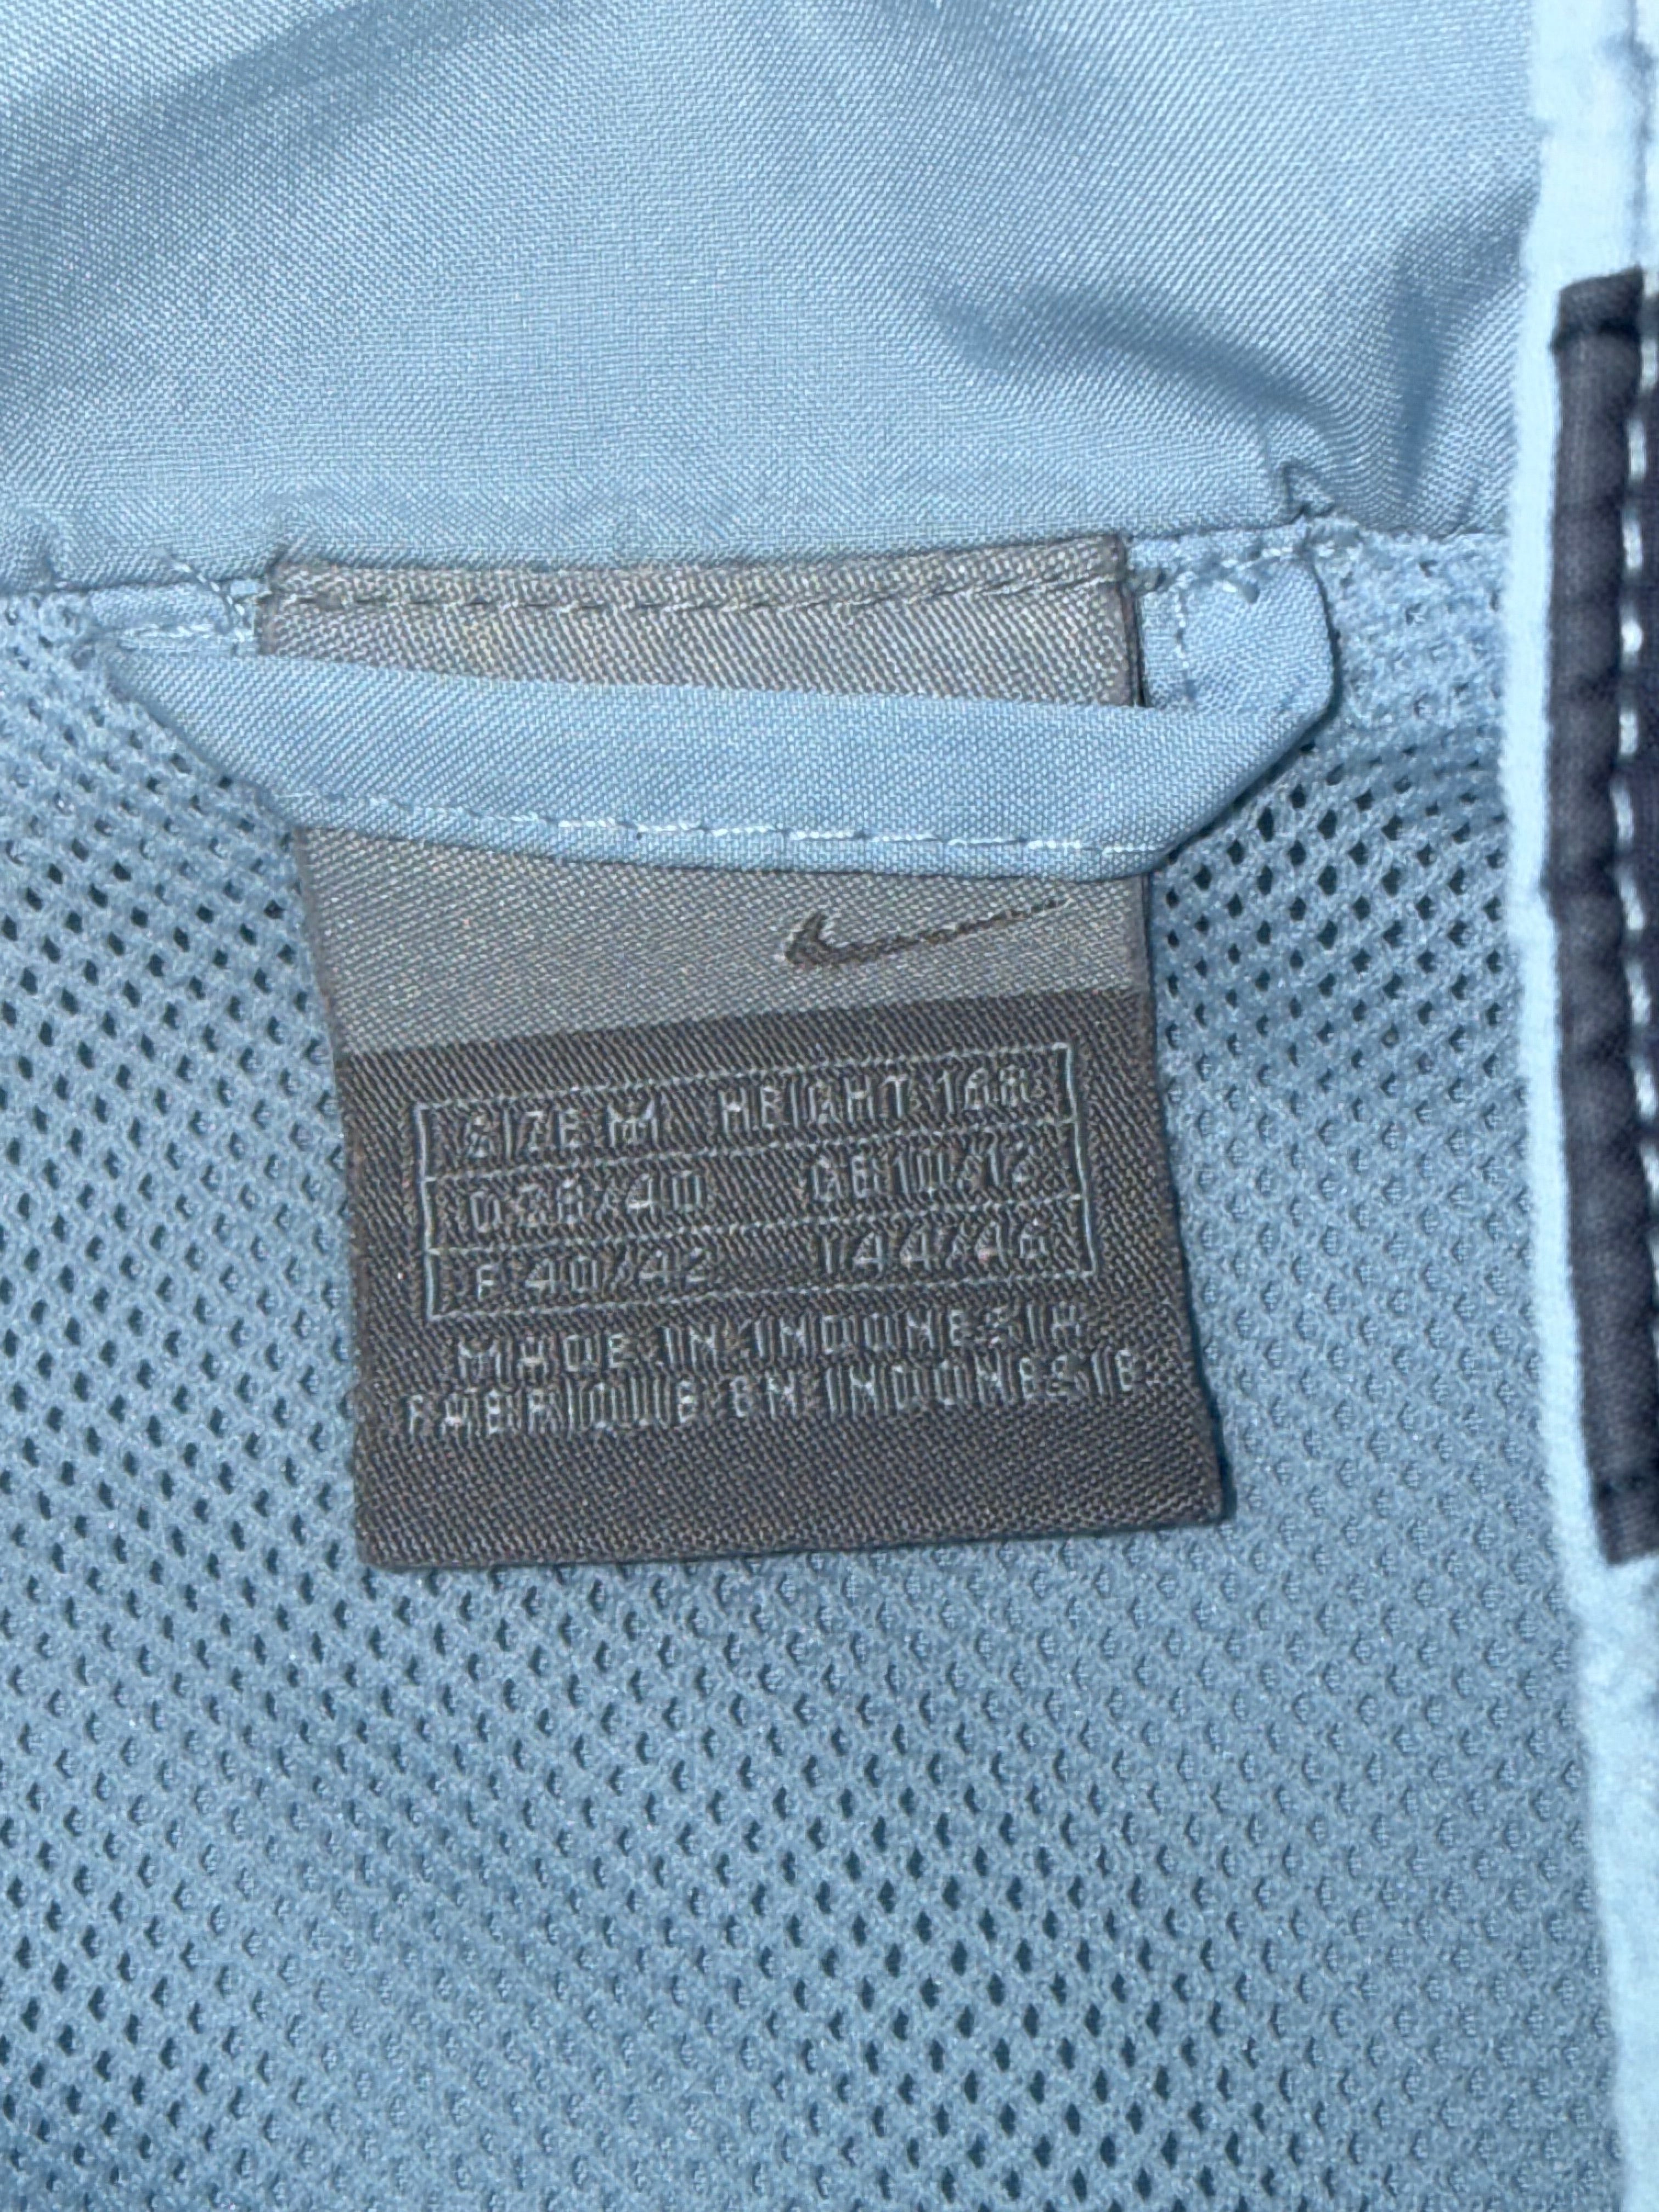 SIZE M HEIGHT 168
D 38/40 GB 10/12
F 40/42 I 44/46
MADE IN INDONESIA
FABRIQUE EN INDONESIE